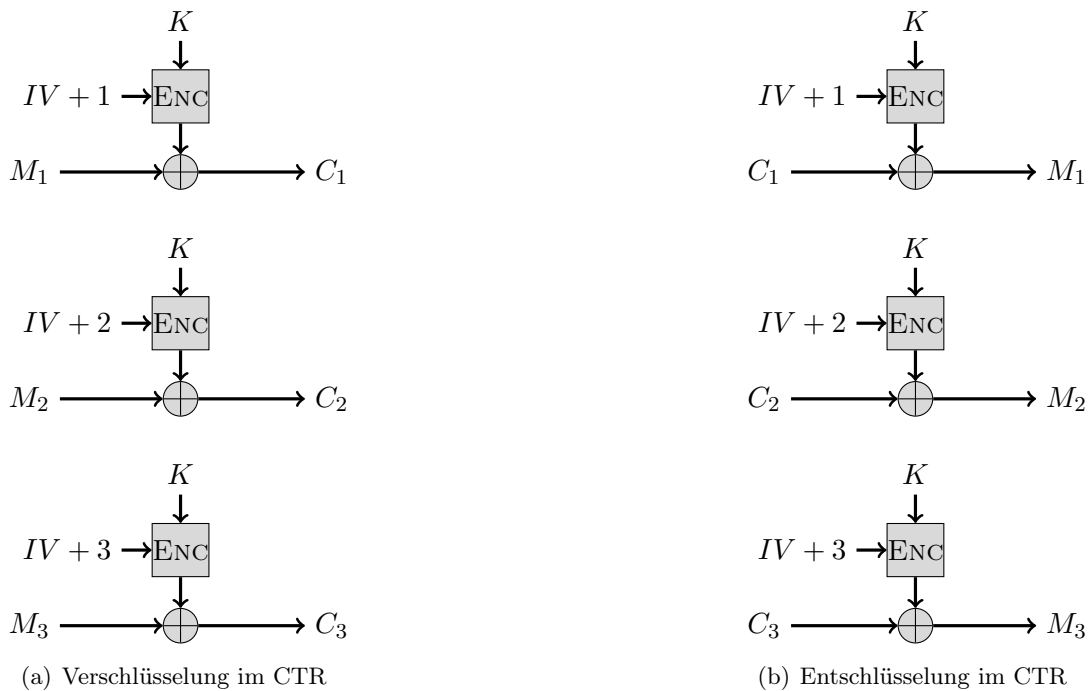 K K
IV + 1 ENC IV + 1 ENC
M₁ C₁ C₁ M₁
K K
IV + 2 ENC IV + 2 ENC
M₂ C₂ C₂ M₂
K K
IV + 3 ENC IV + 3 ENC
M₃ C₃ C₃ M₃
(a) Verschlüsselung im CTR (b) Entschlüsselung im CTR